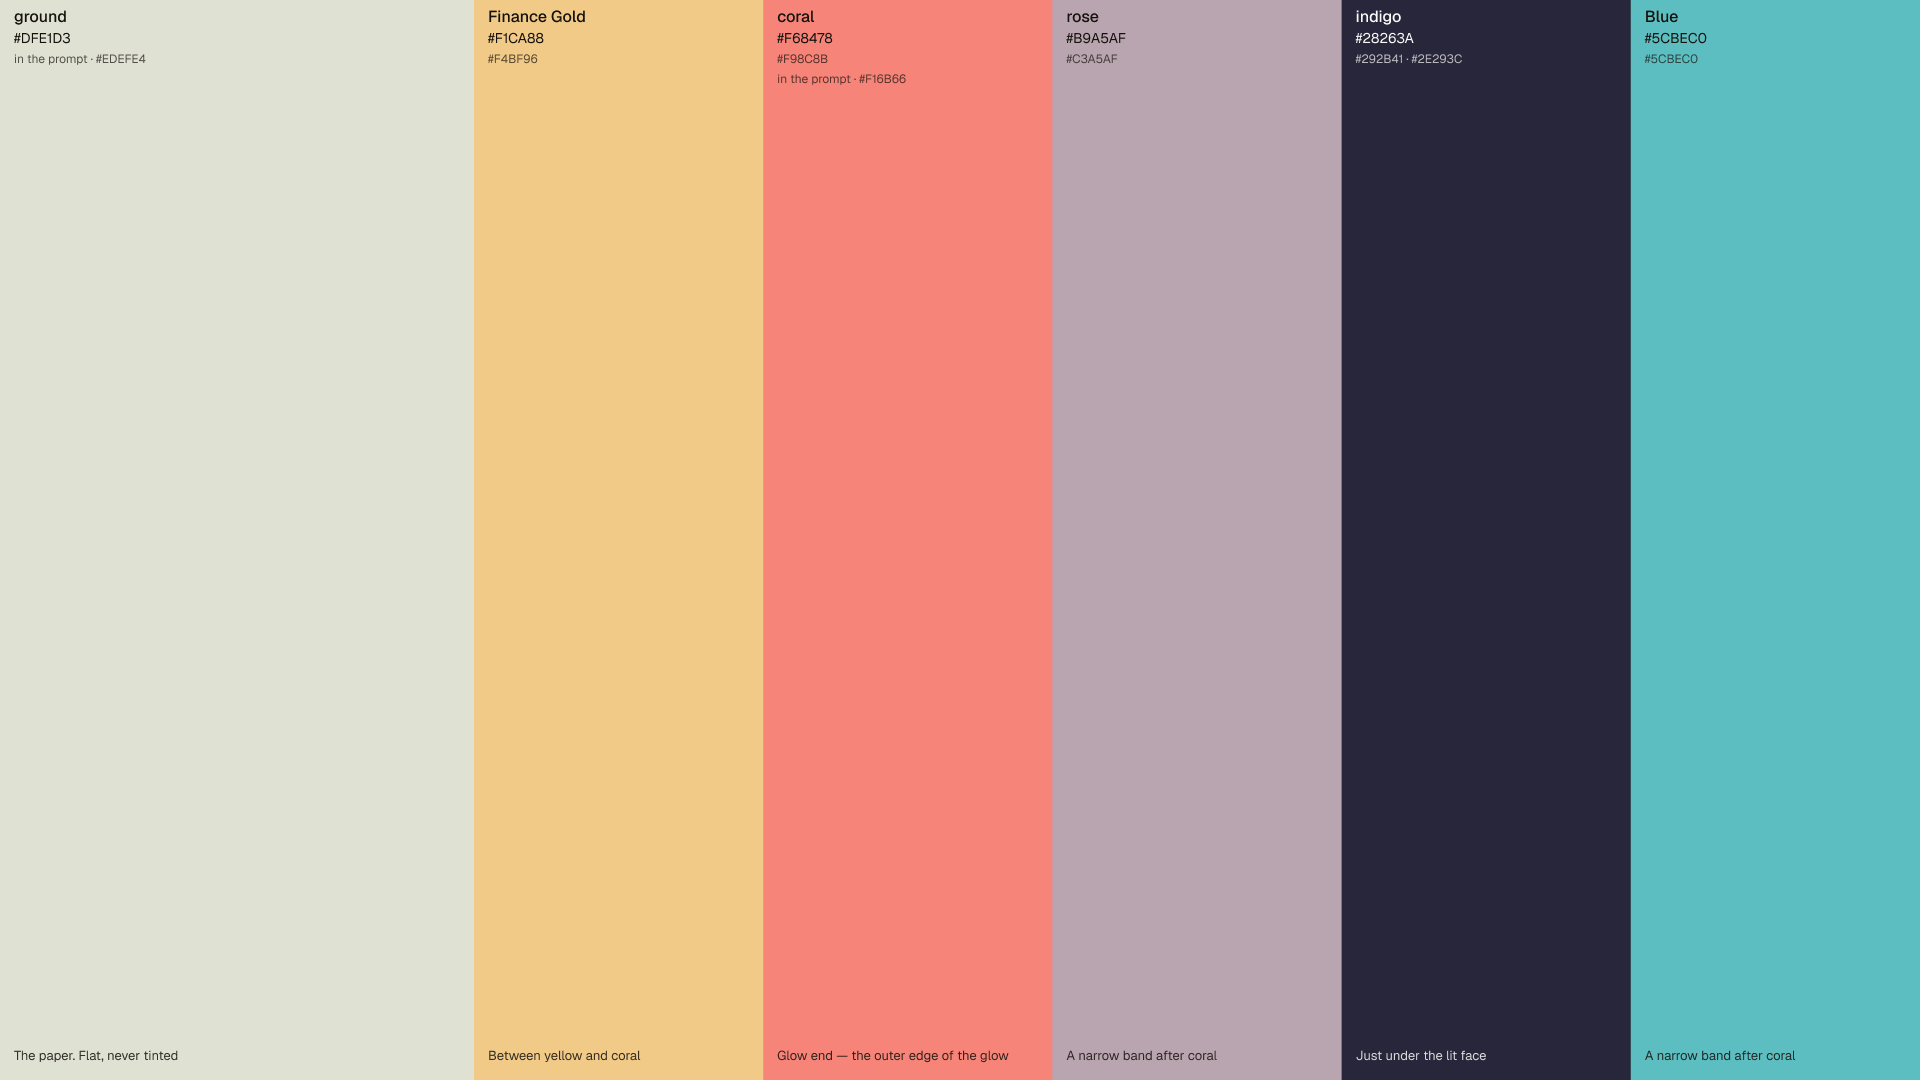 ground
#DFE1D3
in the prompt · #EDEFE4
The paper. Flat, never tinted
Finance Gold
#F1CA88
#F4BF96
Between yellow and coral
coral
#F68478
#F98C8B
in the prompt · #F16B66
Glow end — the outer edge of the glow
rose
#B9A5AF
#C3A5AF
A narrow band after coral
indigo
#28263A
#292B41 · #2E293C
Just under the lit face
Blue
#5CBEC0
#5CBEC0
A narrow band after coral